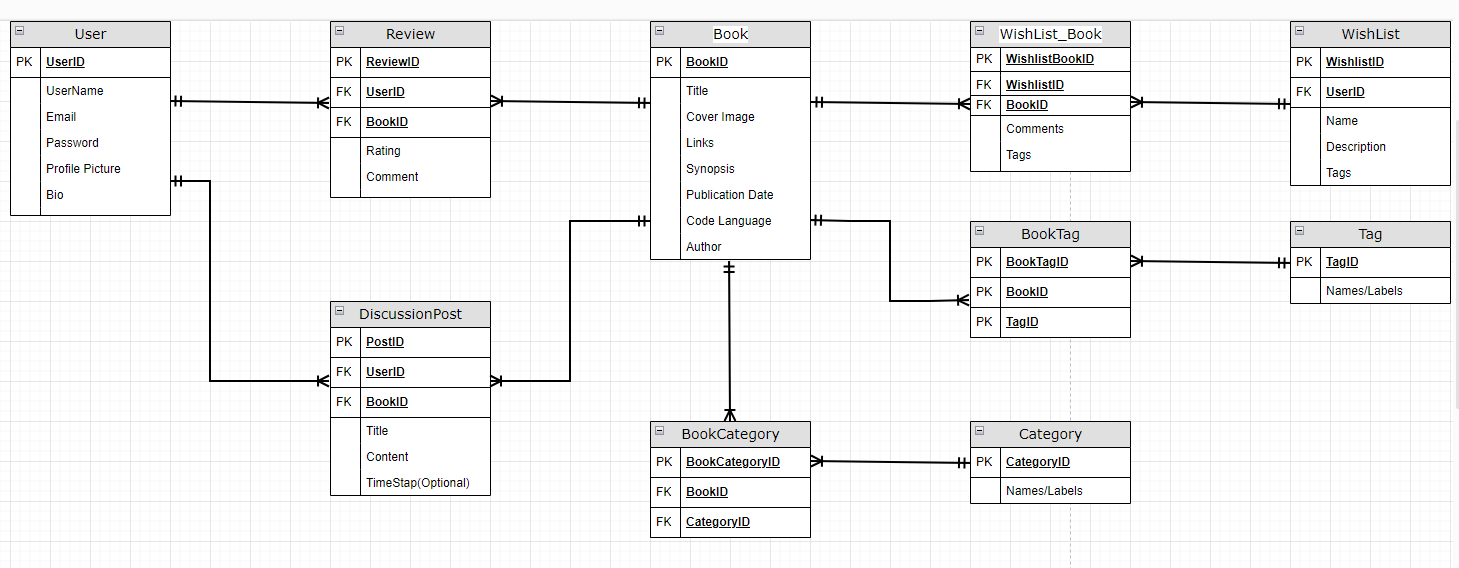 User
PK UserID
UserName
Email
Password
Profile Picture
Bio
Review
PK ReviewID
FK UserID
FK BookID
Rating
Comment
Book
PK BookID
Title
Cover Image
Links
Synopsis
Publication Date
Code Language
Author
WishList_Book
PK WishlistBookID
FK WishlistID
FK BookID
Comments
Tags
WishList
PK WishlistID
FK UserID
Name
Description
Tags
BookTag
PK BookTagID
PK BookID
PK TagID
Tag
PK TagID
Names/Labels
DiscussionPost
PK PostID
FK UserID
FK BookID
Title
Content
TimeStap(Optional)
BookCategory
PK BookCategoryID
FK BookID
FK CategoryID
Category
PK CategoryID
Names/Labels